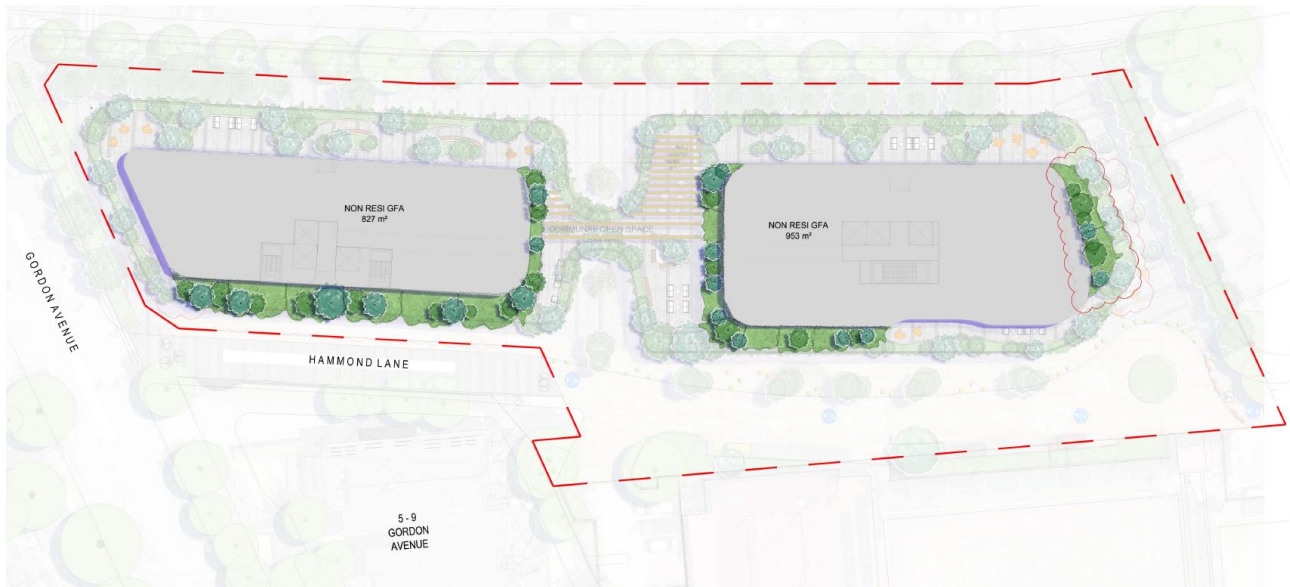 NON RESI GFA
827 m²
COMMUNAL OPEN SPACE
NON RESI GFA
953 m²
GORDON AVENUE
HAMMOND LANE
5 - 9
GORDON
AVENUE